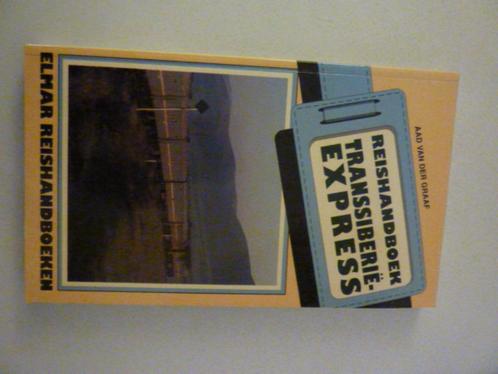 AAD VAN DER GRAAF
REISHANDBOEK
TRANSSIBERIË-
EXPRESS
ELMAR REISHANDBOEKEN